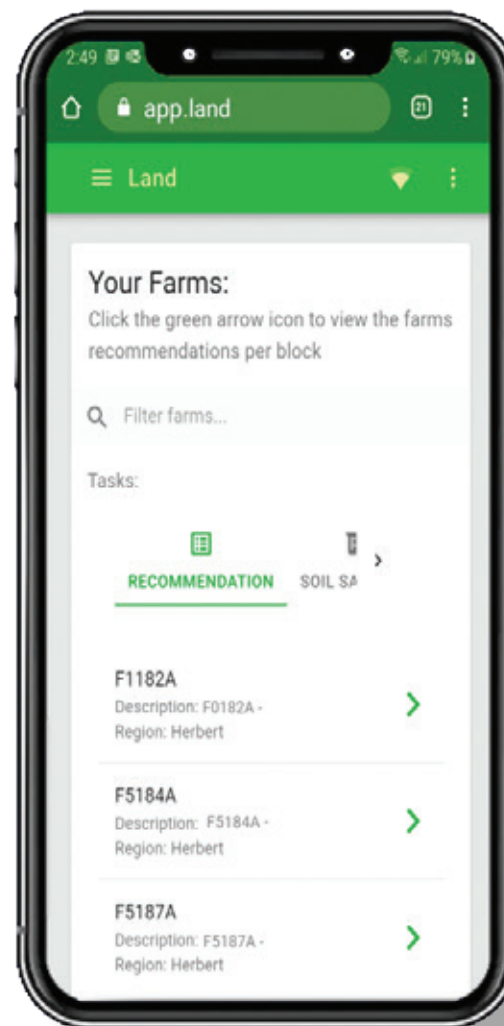 2:49 79%
app.land 21
Land
Your Farms:
Click the green arrow icon to view the farms
recommendations per block
Filter farms...
Tasks:
RECOMMENDATION SOIL SA
F1182A
Description: F0182A -
Region: Herbert
F5184A
Description: F5184A -
Region: Herbert
F5187A
Description: F5187A -
Region: Herbert